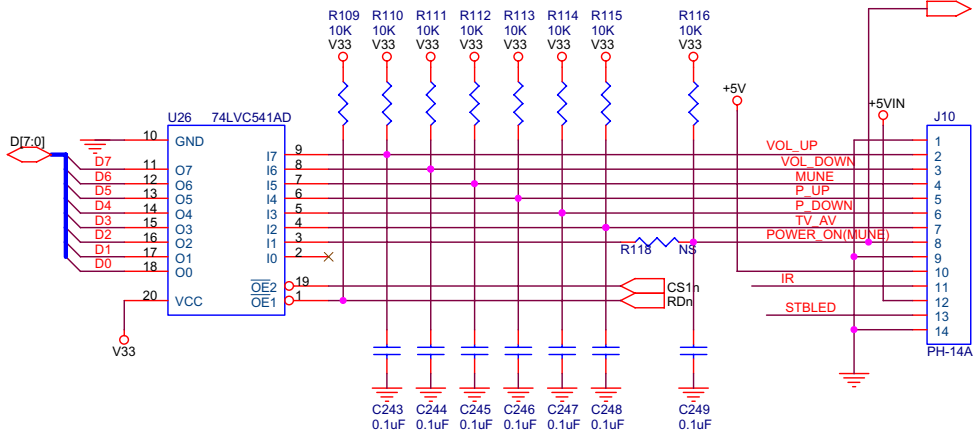 R109 R110 R111 R112 R113 R114 R115 R116
10K 10K 10K 10K 10K 10K 10K 10K
V33 V33 V33 V33 V33 V33 V33 V33
+5V
+5VIN
U26 74LVC541AD
J10
D[7:0]
10 GND
VOL_UP 1
D7 11 O7 I7 9 VOL_DOWN 2
D6 12 O6 I6 8 MUNE 3
D5 13 O5 I5 7 P_UP 4
D4 14 O4 I4 6 P_DOWN 5
D3 15 O3 I3 5 TV_AV 6
D2 16 O2 I2 4 POWER_ON(MUNE) 7
D1 17 O1 I1 3 R118 NS 8
D0 18 O0 I0 2 9
10
OE2 19 CS1n IR 11
20 VCC OE1 1 RDn 12
STBLED 13
14
V33
PH-14A
C243 C244 C245 C246 C247 C248 C249
0.1uF 0.1uF 0.1uF 0.1uF 0.1uF 0.1uF 0.1uF